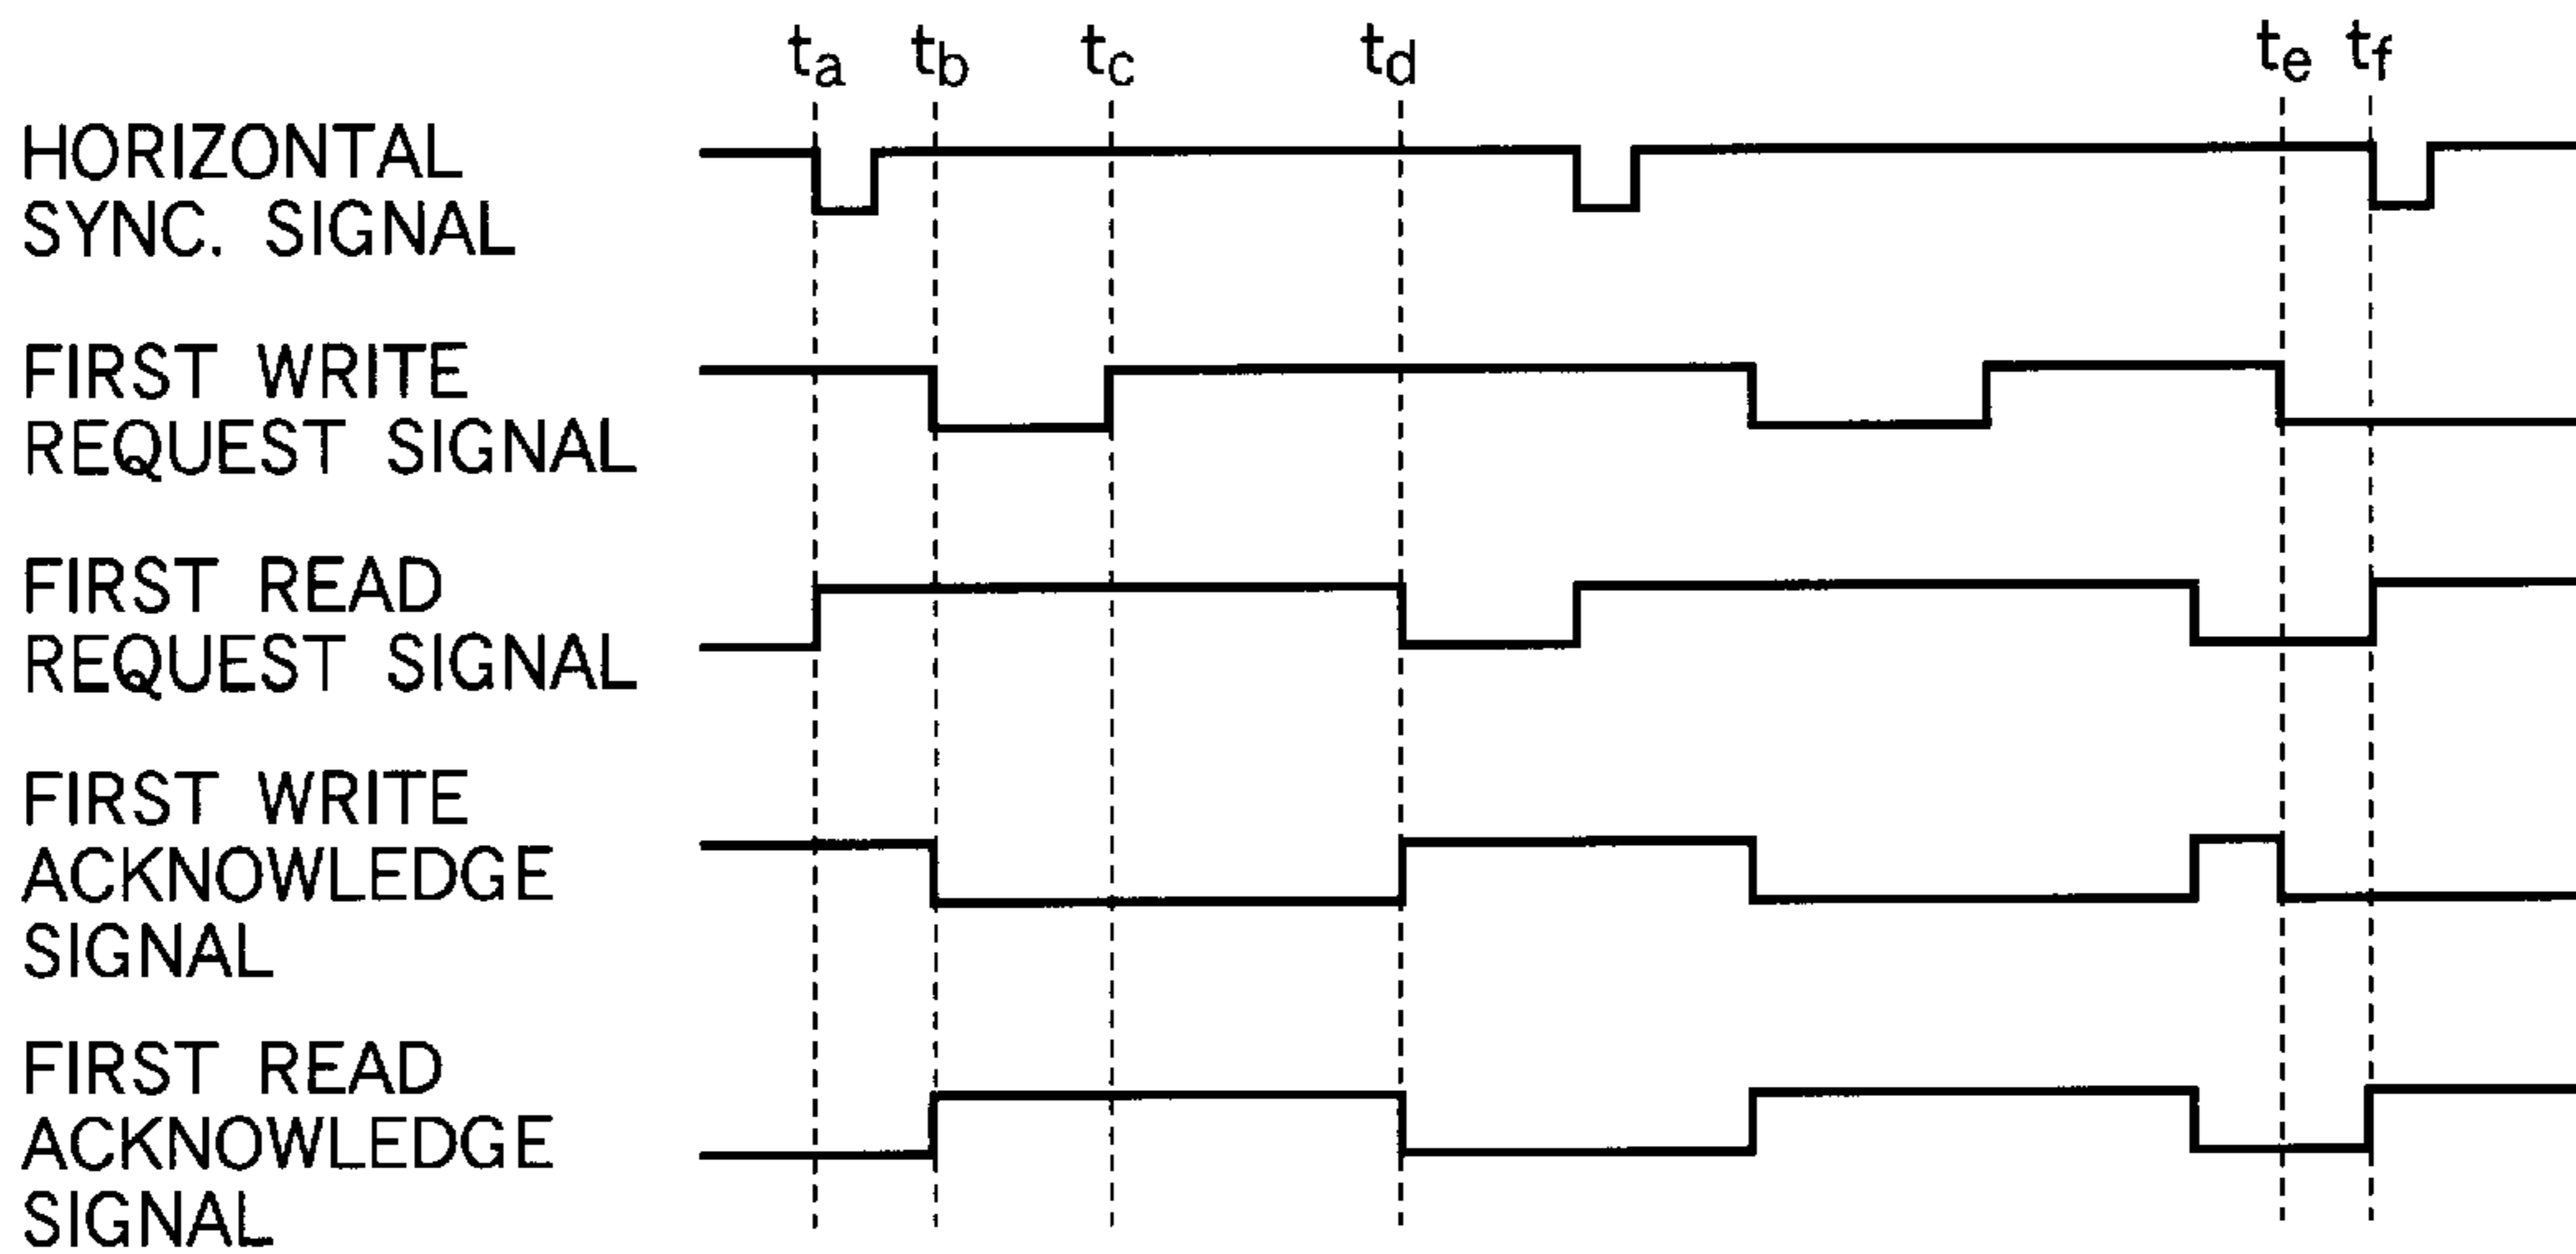 ta tb tc td te tf
HORIZONTAL
SYNC. SIGNAL
FIRST WRITE
REQUEST SIGNAL
FIRST READ
REQUEST SIGNAL
FIRST WRITE
ACKNOWLEDGE
SIGNAL
FIRST READ
ACKNOWLEDGE
SIGNAL